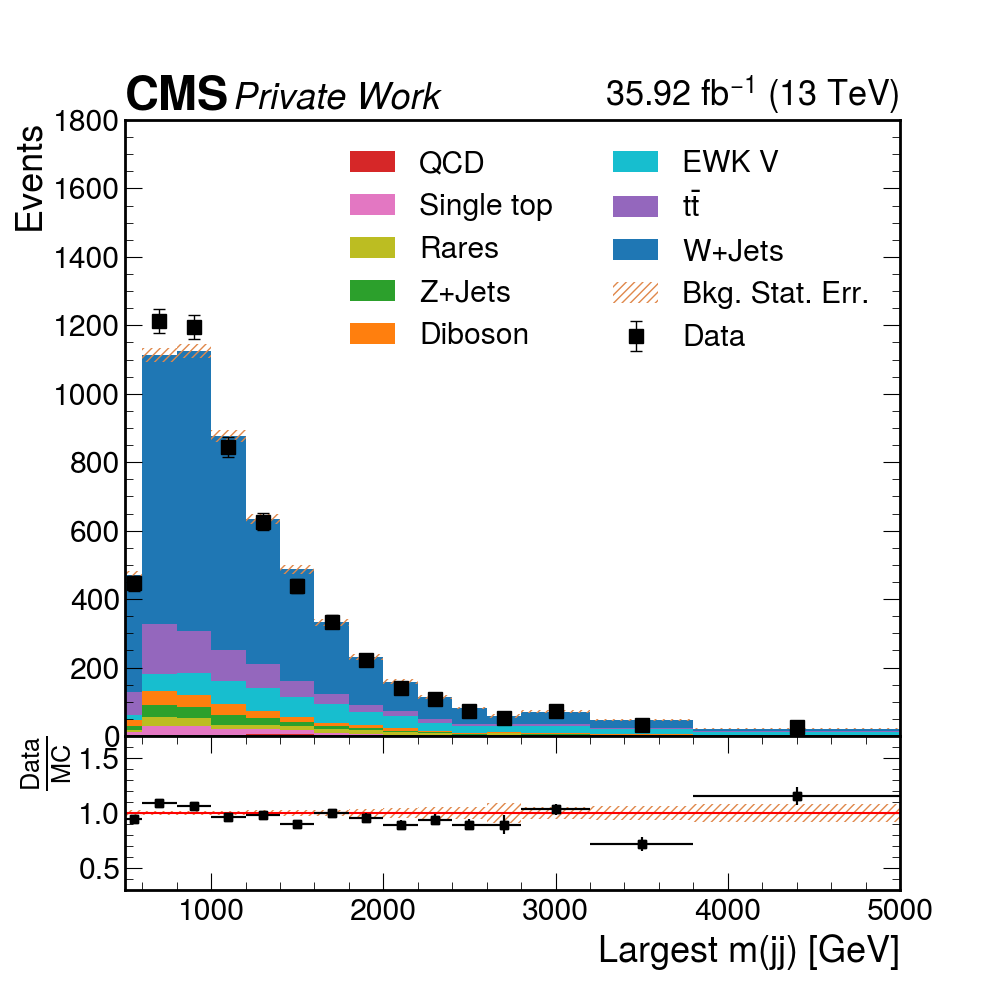 CMS Private Work 35.92 fb⁻¹ (13 TeV)
Events
1800
1600
1400
1200
1000
800
600
400
200
0
QCD
Single top
Rares
Z+Jets
Diboson
EWK V
tt̄
W+Jets
Bkg. Stat. Err.
Data
Data
MC
1.5
1.0
0.5
1000 2000 3000 4000 5000
Largest m(jj) [GeV]